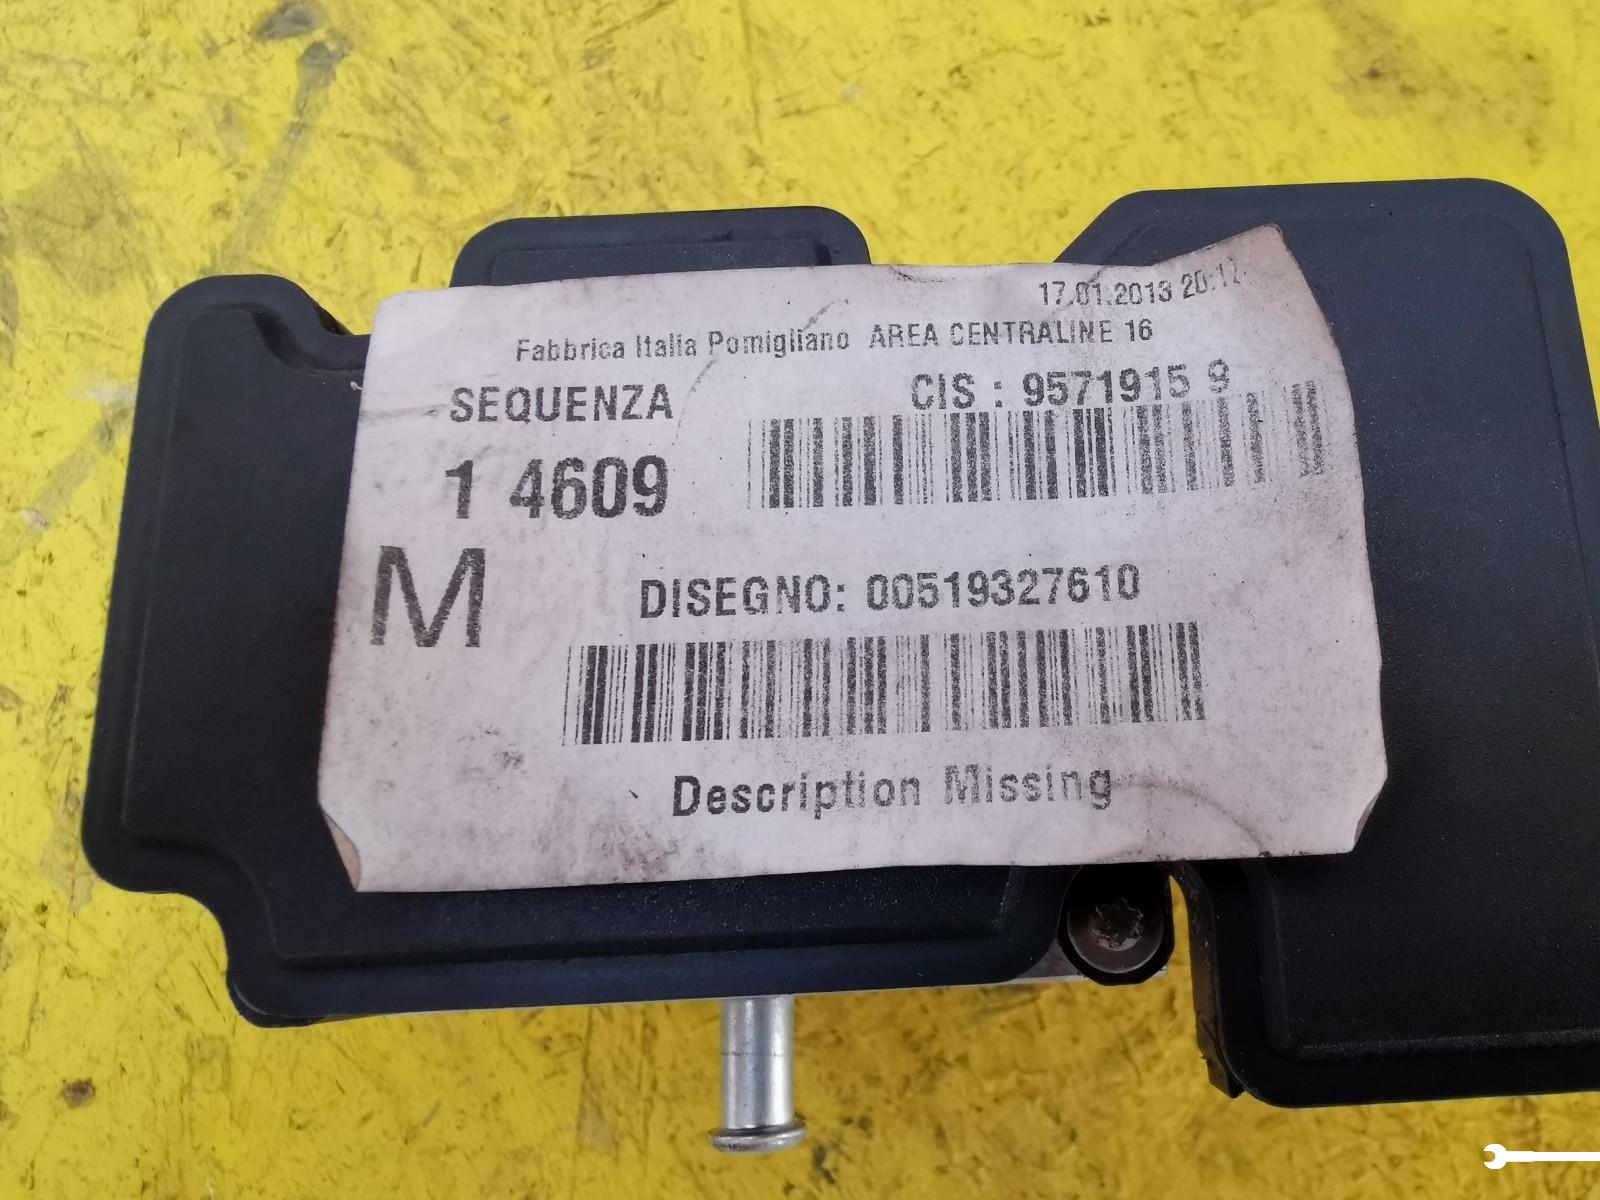 17.01.2013 20:12
Fabbrica Italia Pomigliano AREA CENTRALINE 16
SEQUENZA CIS : 9571915 9
1 4609
M
DISEGNO: 00519327610
Description Missing